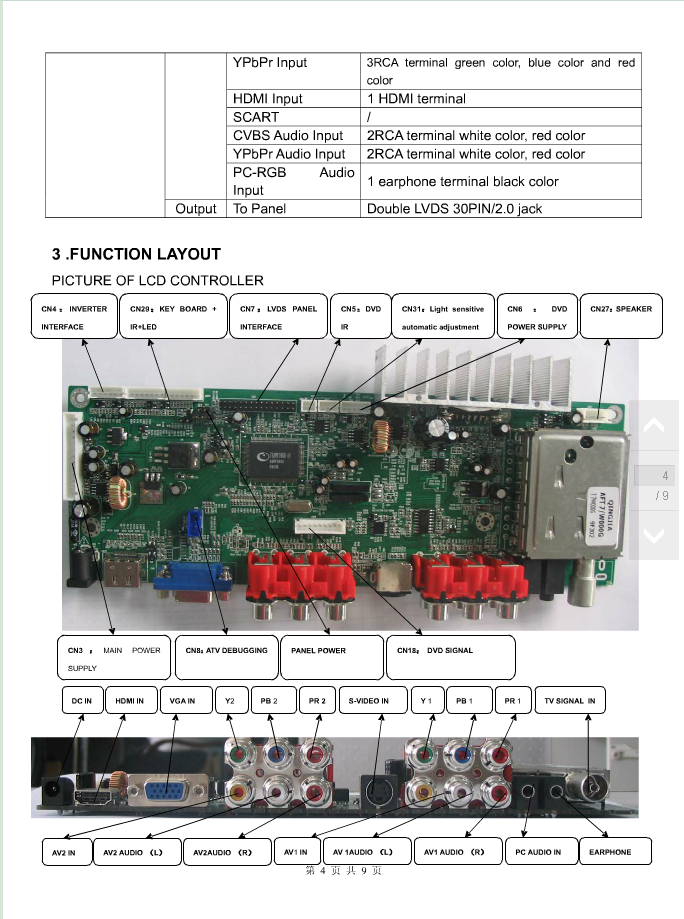 YPbPr Input
3RCA terminal green color, blue color and red
color
HDMI Input
1 HDMI terminal
SCART
/
CVBS Audio Input
2RCA terminal white color, red color
YPbPr Audio Input
2RCA terminal white color, red color
PC-RGB Audio
Input
1 earphone terminal black color
Output
To Panel
Double LVDS 30PIN/2.0 jack
3 .FUNCTION LAYOUT
PICTURE OF LCD CONTROLLER
CN4：INVERTER
INTERFACE
CN29：KEY BOARD +
IR+LED
CN7：LVDS PANEL
INTERFACE
CN5：DVD
IR
CN31：Light sensitive
automatic adjustment
CN6 ： DVD
POWER SUPPLY
CN27：SPEAKER
QINGJIA
4
/ 9
CN3 ： MAIN POWER
SUPPLY
CN8：ATV DEBUGGING
PANEL POWER
CN18： DVD SIGNAL
DC IN
HDMI IN
VGA IN
Y2
PB 2
PR 2
S-VIDEO IN
Y 1
PB 1
PR 1
TV SIGNAL IN
AV2 IN
AV2 AUDIO （L）
AV2AUDIO （R）
AV1 IN
AV 1AUDIO （L）
AV1 AUDIO （R）
PC AUDIO IN
EARPHONE
第 4 页 共 9 页